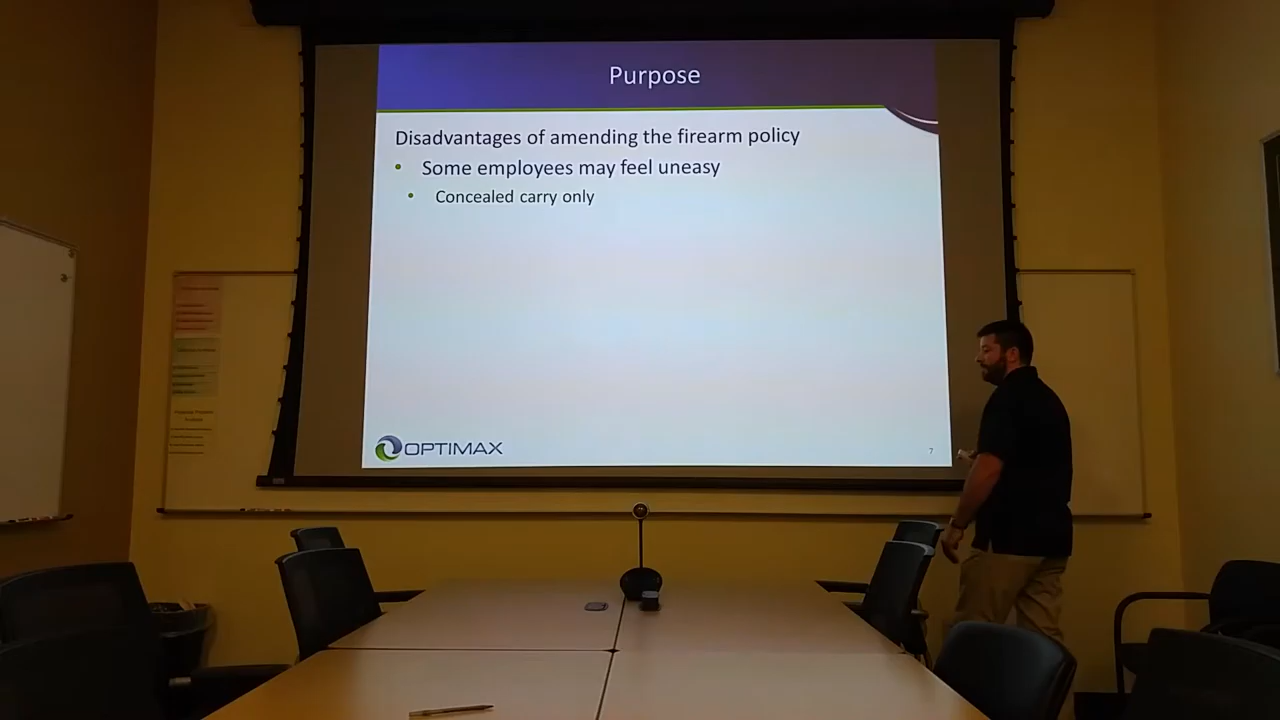 Purpose
Disadvantages of amending the firearm policy
• Some employees may feel uneasy
• Concealed carry only
OPTIMAX
7